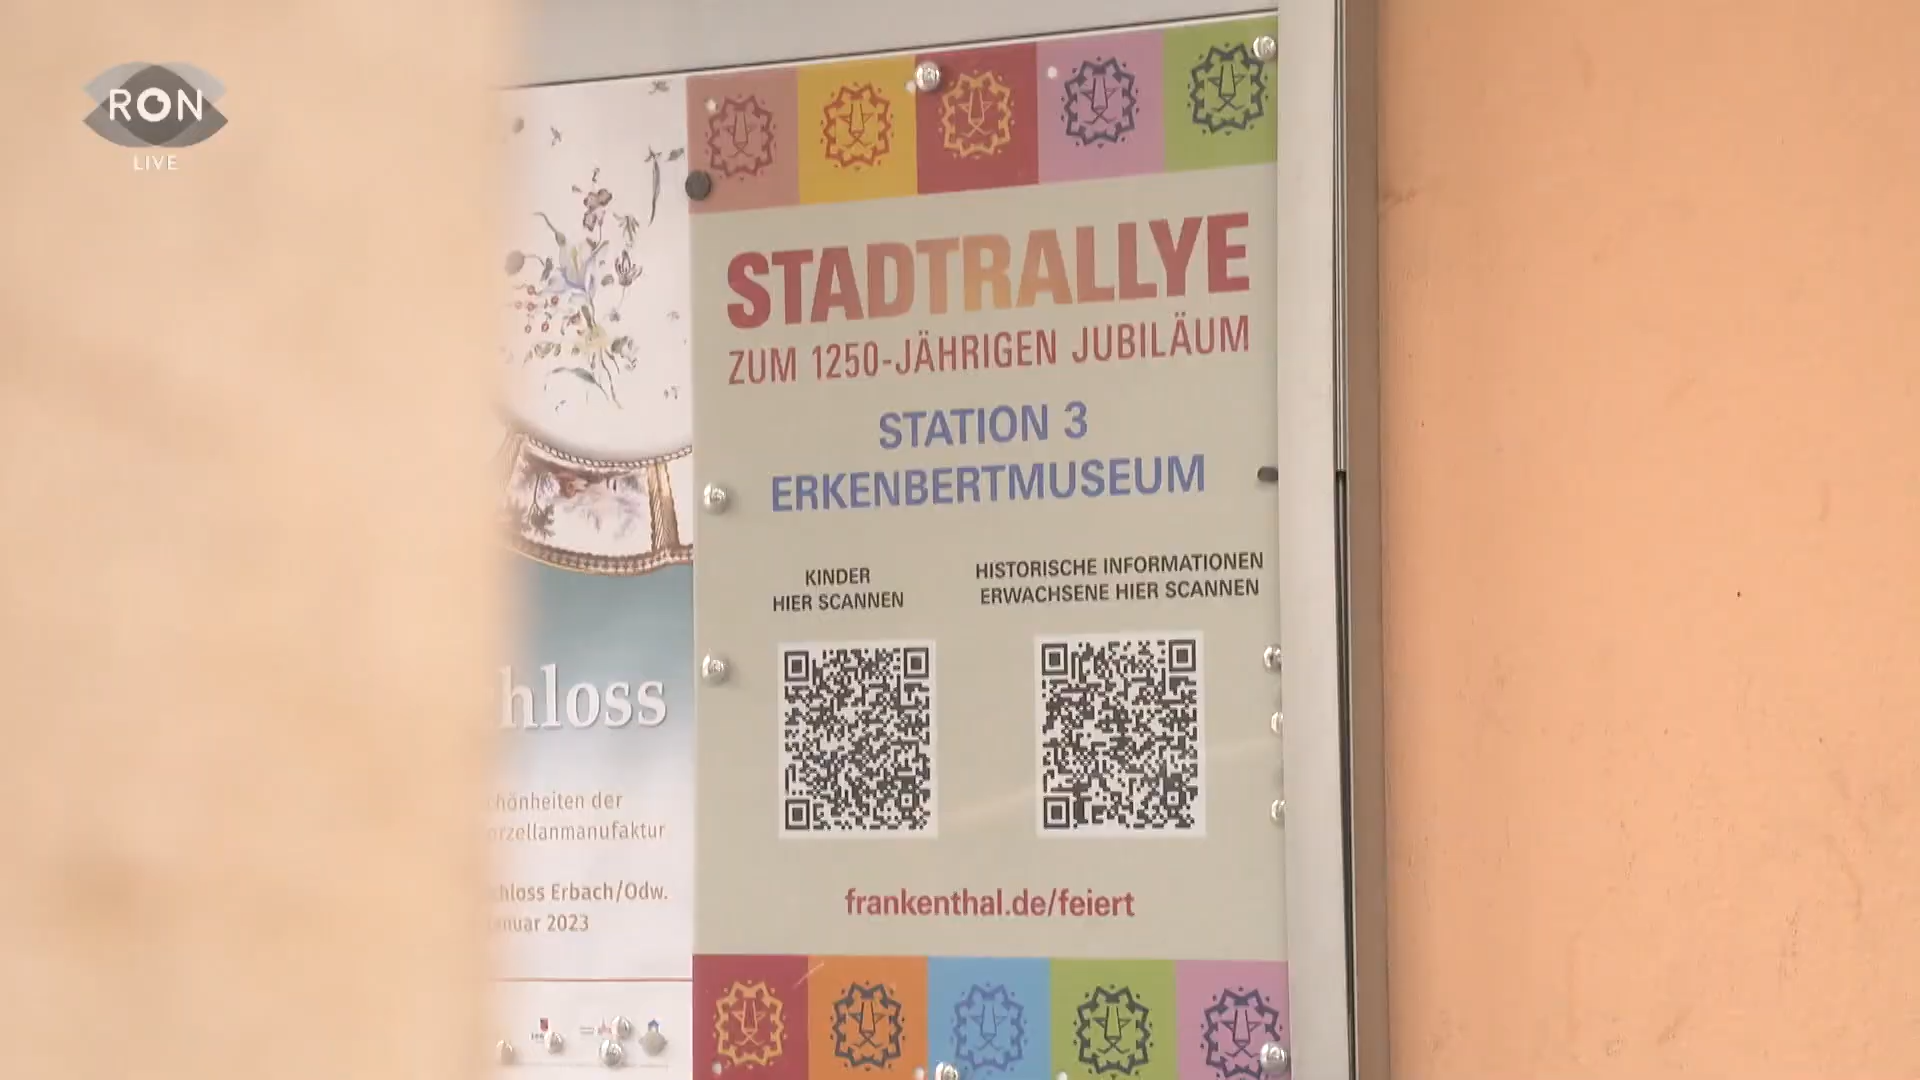 RON
LIVE
STADTRALLYE
ZUM 1250-JÄHRIGEN JUBILÄUM
STATION 3
ERKENBERTMUSEUM
KINDER
HIER SCANNEN
HISTORISCHE INFORMATIONEN
ERWACHSENE HIER SCANNEN
frankenthal.de/feiert
hloss
hönheiten der
rzellanmanufaktur
hloss Erbach/Odw.
nuar 2023